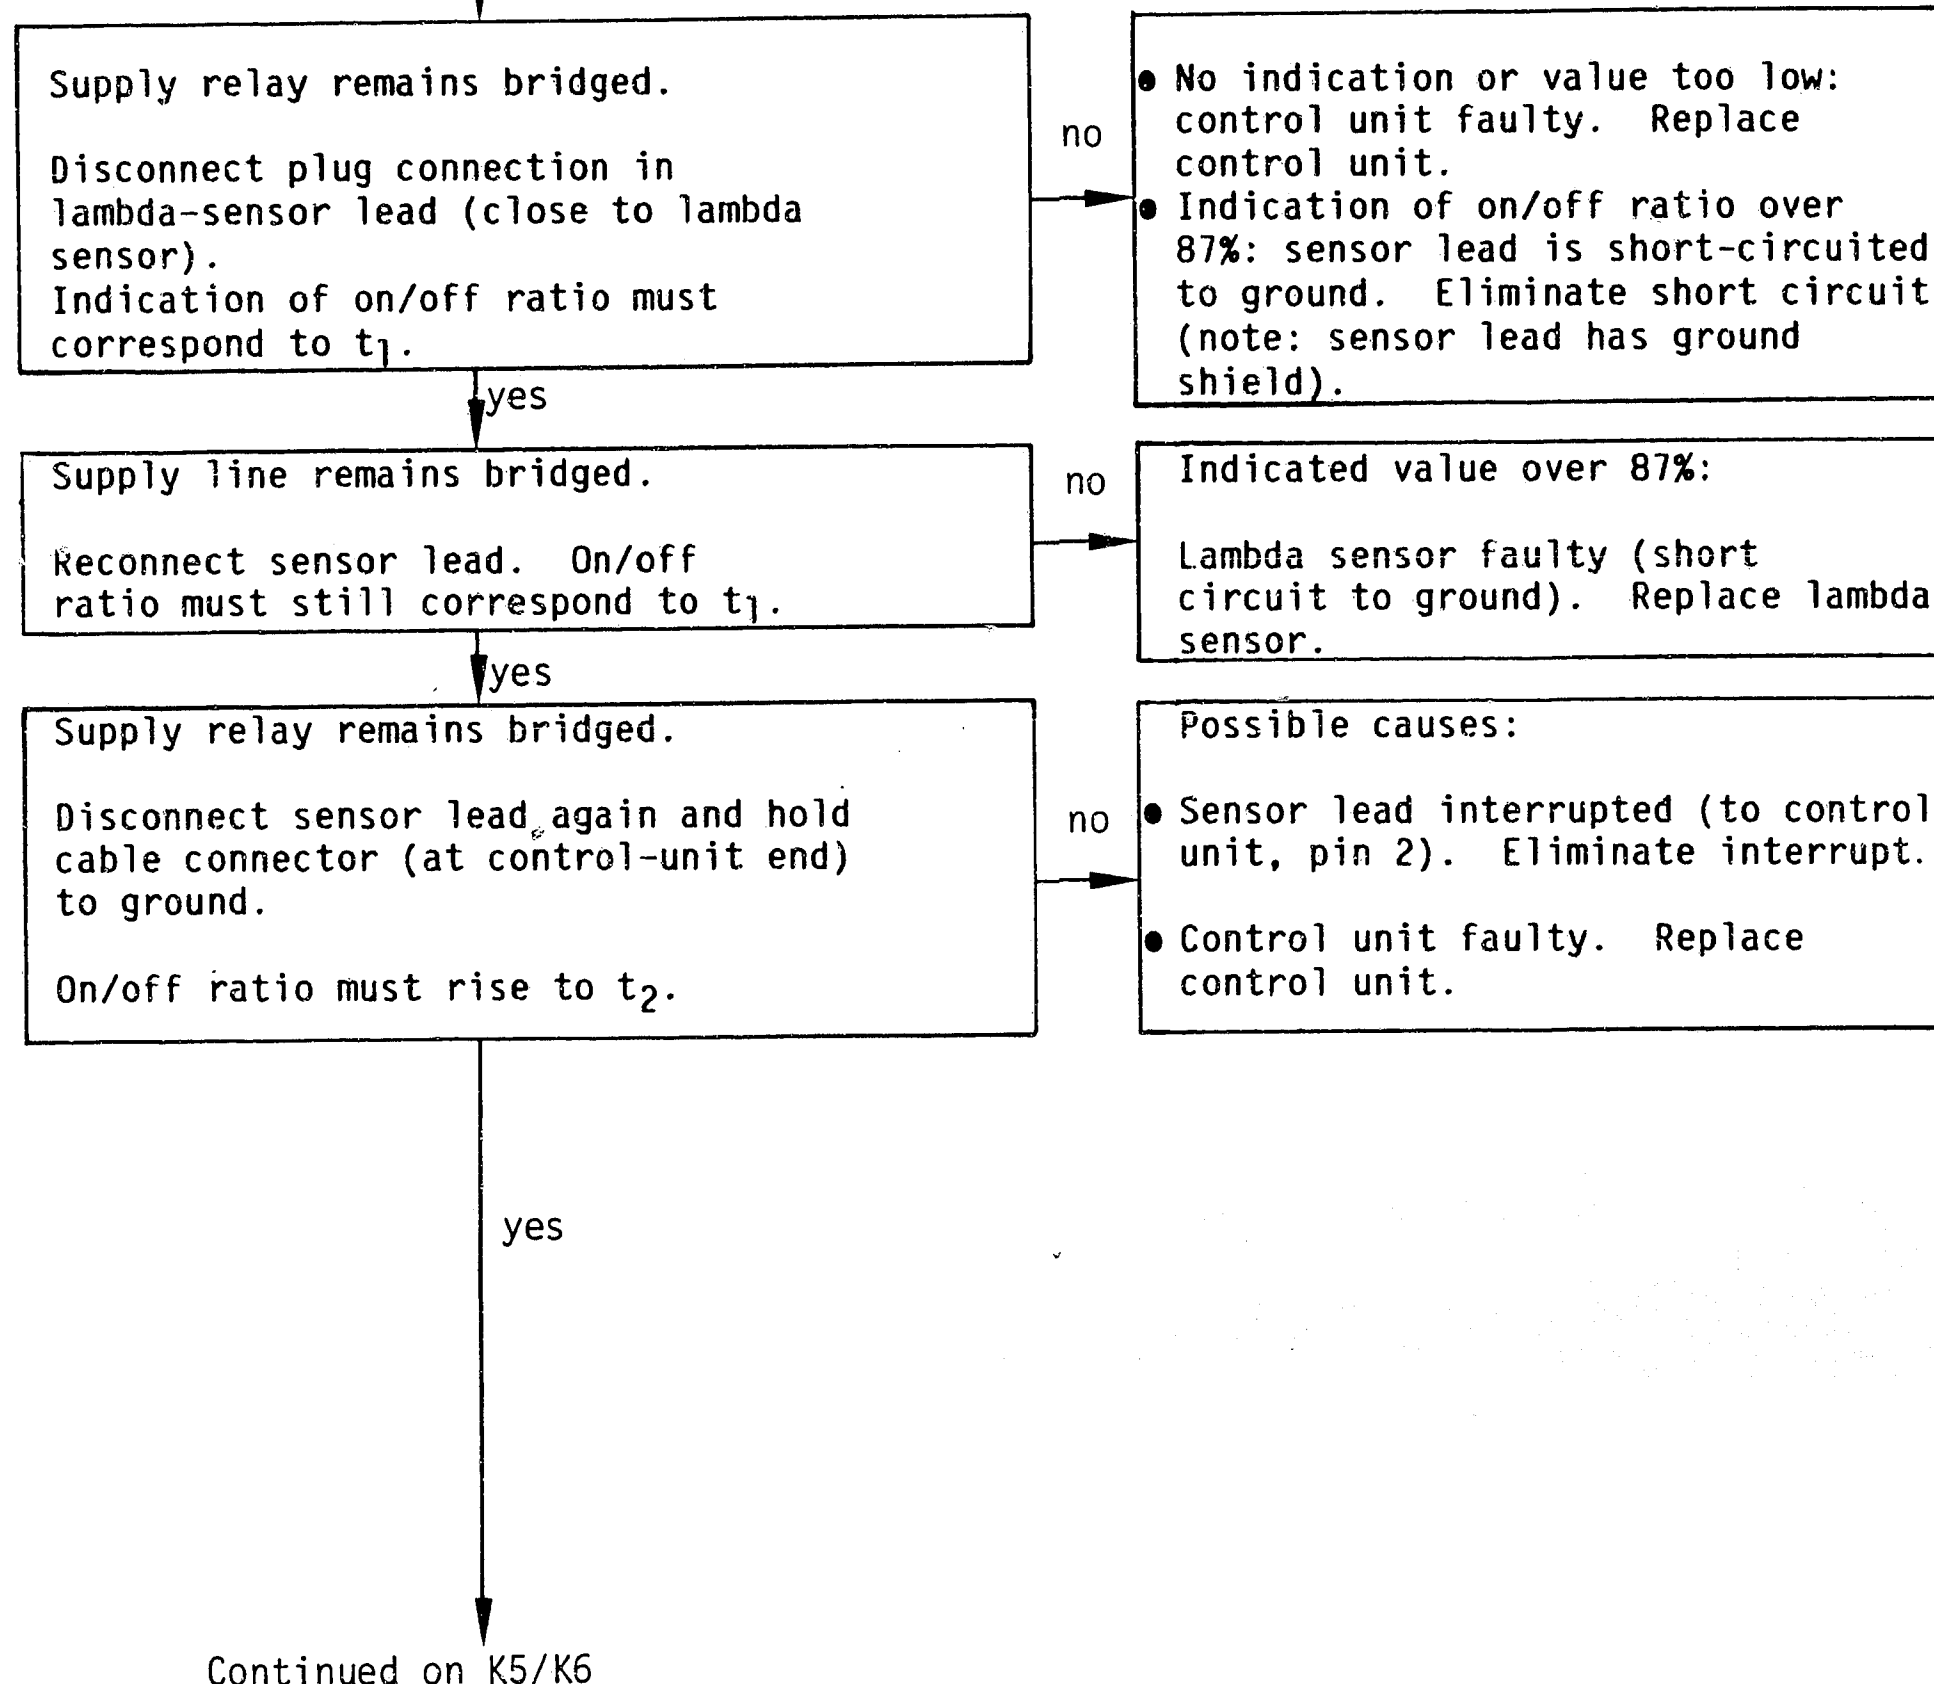 Supply relay remains bridged.
Disconnect plug connection in
lambda-sensor lead (close to lambda
sensor).
Indication of on/off ratio must
correspond to t1.
no
● No indication or value too low:
control unit faulty. Replace
control unit.
● Indication of on/off ratio over
87%: sensor lead is short-circuited
to ground. Eliminate short circuit
(note: sensor lead has ground
shield).
yes
Supply line remains bridged.
Reconnect sensor lead. On/off
ratio must still correspond to t1.
no
Indicated value over 87%:
Lambda sensor faulty (short
circuit to ground). Replace lambda
sensor.
yes
Supply relay remains bridged.
Disconnect sensor lead again and hold
cable connector (at control-unit end)
to ground.
On/off ratio must rise to t2.
no
Possible causes:
● Sensor lead interrupted (to control
unit, pin 2). Eliminate interrupt.
● Control unit faulty. Replace
control unit.
yes
Continued on K5/K6